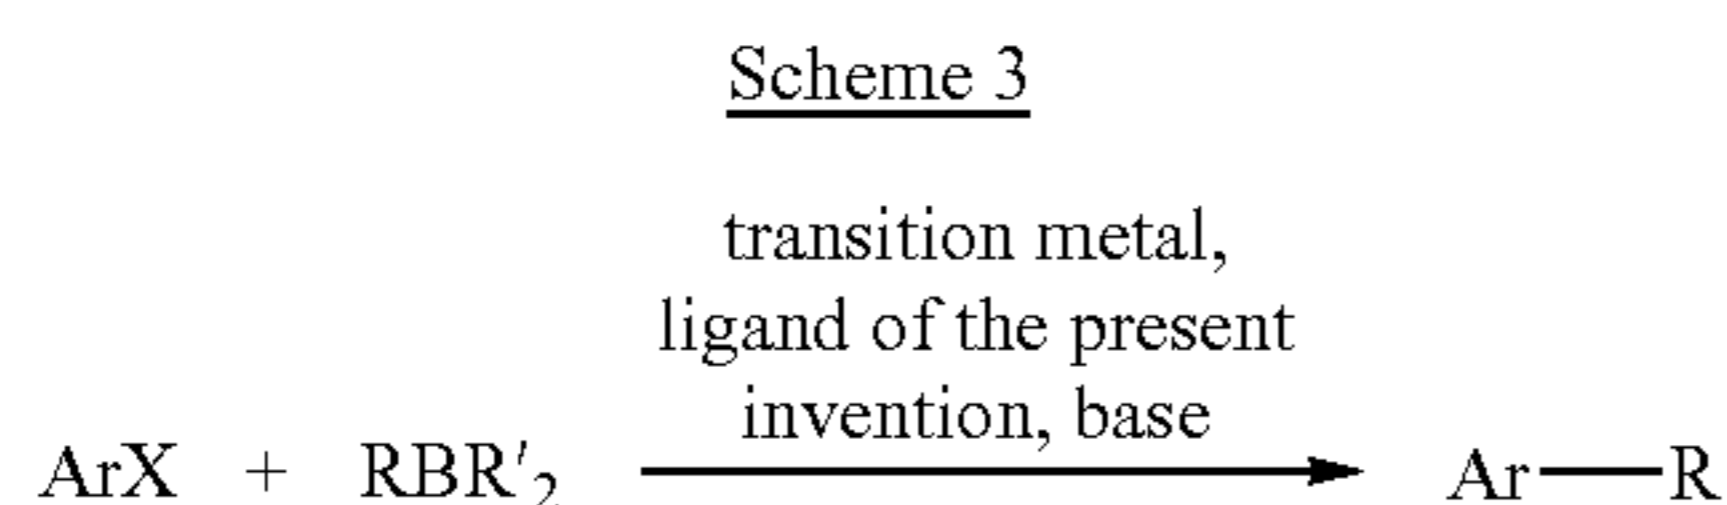 Scheme 3
transition metal,
ligand of the present
invention, base
ArX + RBR′₂ Ar—R